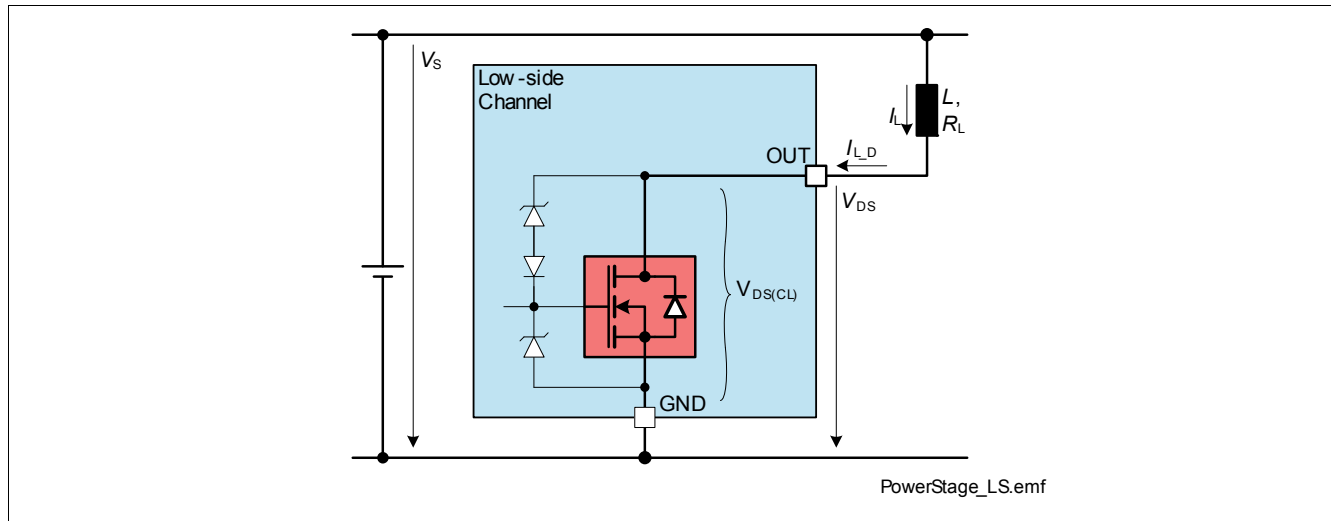 VS
Low-side
Channel
L,
RL
IL
IL_D
OUT
VDS
VDS(CL)
GND
PowerStage_LS.emf